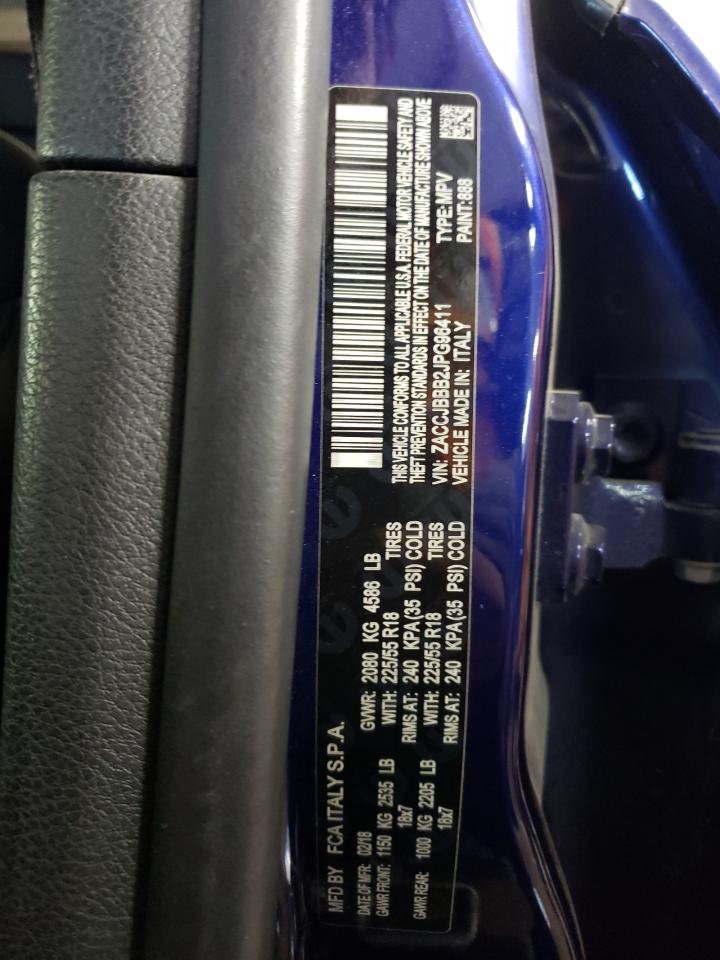 MFD BY FCA ITALY S.P.A.
DATE OF MFR: 02/18 GVWR: 2080 KG 4586 LB
GAWR FRONT: 1150 KG 2535 LB WITH: 225/55 R18 TIRES
18x7 RIMS AT: 240 KPA (35 PSI) COLD
GAWR REAR: 1000 KG 2205 LB WITH: 225/55 R18 TIRES
18x7 RIMS AT: 240 KPA (35 PSI) COLD
THIS VEHICLE CONFORMS TO ALL APPLICABLE U.S.A. FEDERAL MOTOR VEHICLE SAFETY AND
THEFT PREVENTION STANDARDS IN EFFECT ON THE DATE OF MANUFACTURE SHOWN ABOVE
VIN: ZACCJBBB2JPG96411 TYPE: MPV
VEHICLE MADE IN: ITALY PAINT: 888